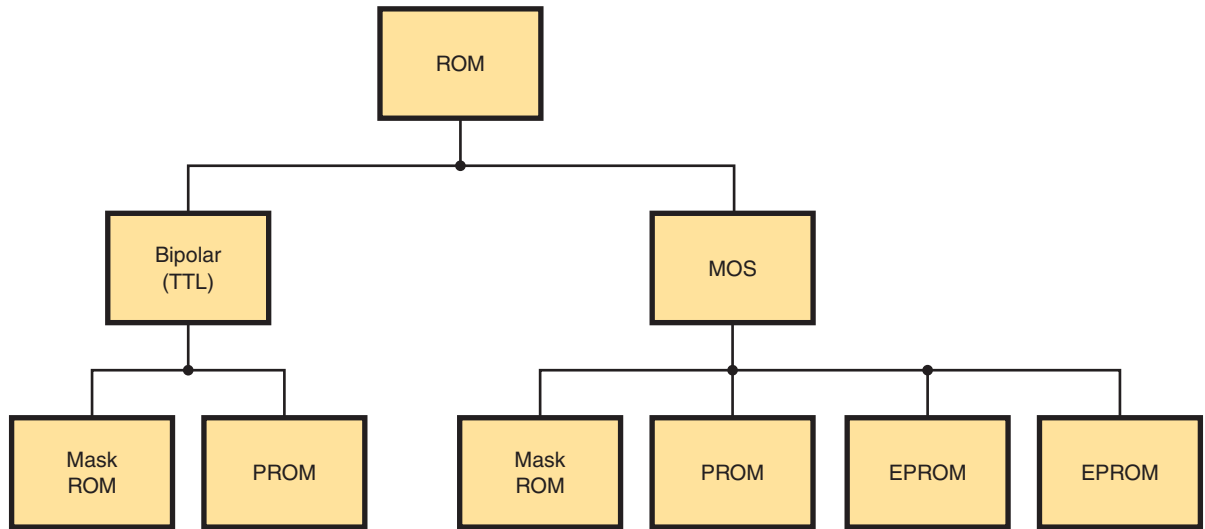 ROM
Bipolar
(TTL)
MOS
Mask
ROM
PROM
Mask
ROM
PROM
EPROM
EPROM